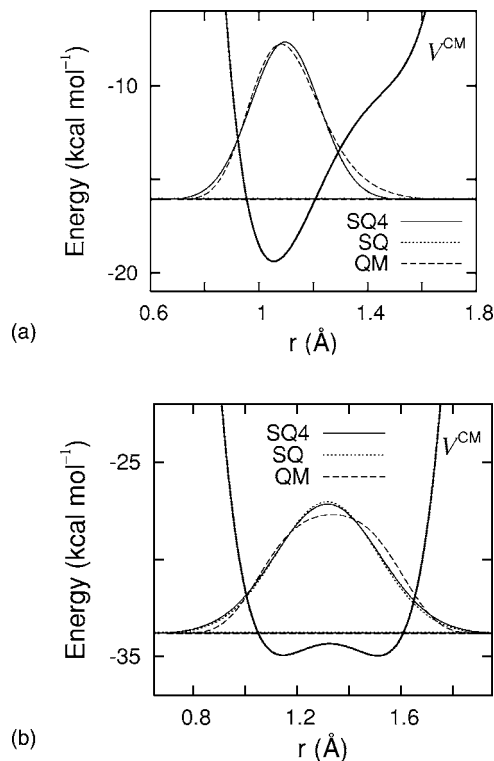 Energy (kcal mol⁻¹)
-10
-20
V^CM
SQ4
SQ
QM
0.6 1 1.4 1.8
r (Å)
(a)
Energy (kcal mol⁻¹)
-25
-35
SQ4
SQ
QM
V^CM
0.8 1.2 1.6
r (Å)
(b)